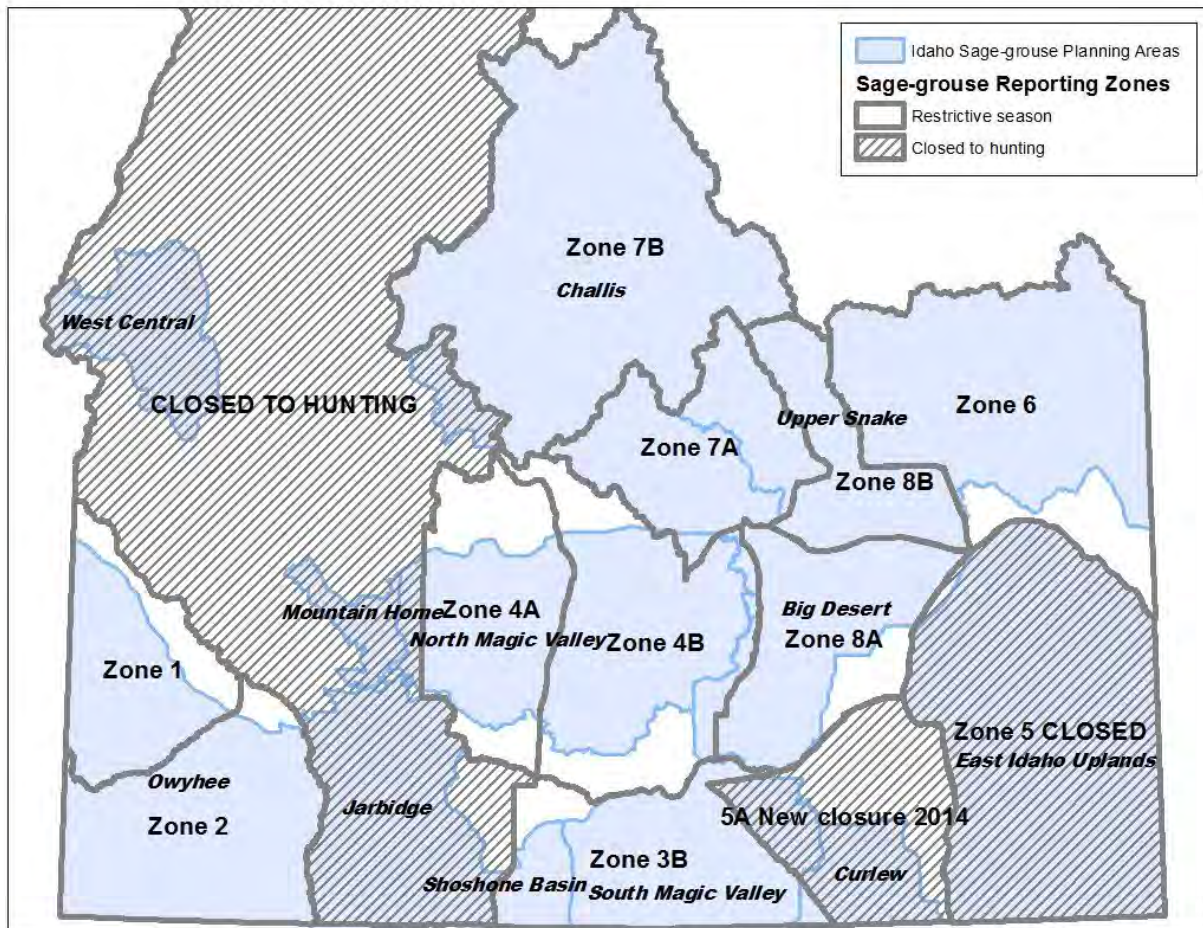 Idaho Sage-grouse Planning Areas
Sage-grouse Reporting Zones
Restrictive season
Closed to hunting
Zone 7B
Challis
West Central
CLOSED TO HUNTING
Upper Snake
Zone 6
Zone 7A
Zone 8B
Mountain Home
Zone 4A
North Magic Valley
Zone 4B
Big Desert
Zone 8A
Zone 1
Zone 5 CLOSED
East Idaho Uplands
Owyhee
Zone 2
Jarbidge
5A New closure 2014
Zone 3B
Curlew
Shoshone Basin
South Magic Valley